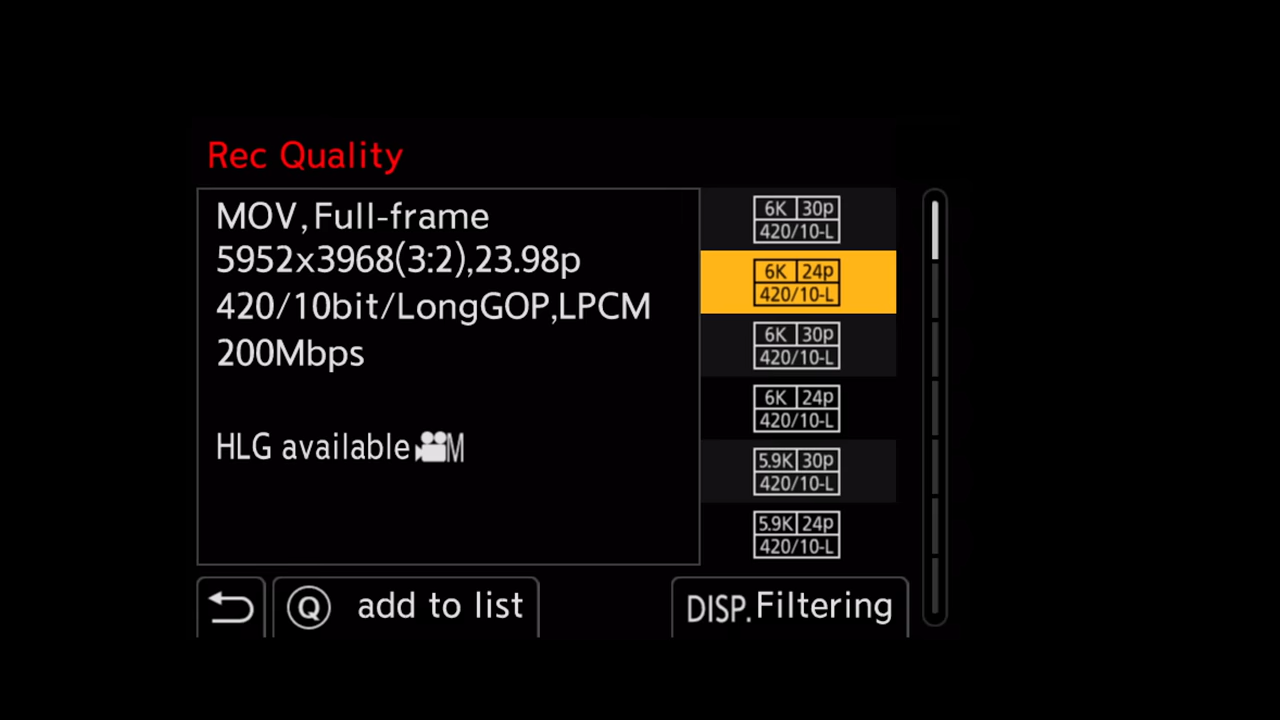 Rec Quality
MOV,Full-frame
5952x3968(3:2),23.98p
420/10bit/LongGOP,LPCM
200Mbps
HLG available M
6K 30p
420/10-L
6K 24p
420/10-L
6K 30p
420/10-L
6K 24p
420/10-L
5.9K 30p
420/10-L
5.9K 24p
420/10-L
Q add to list
DISP.Filtering